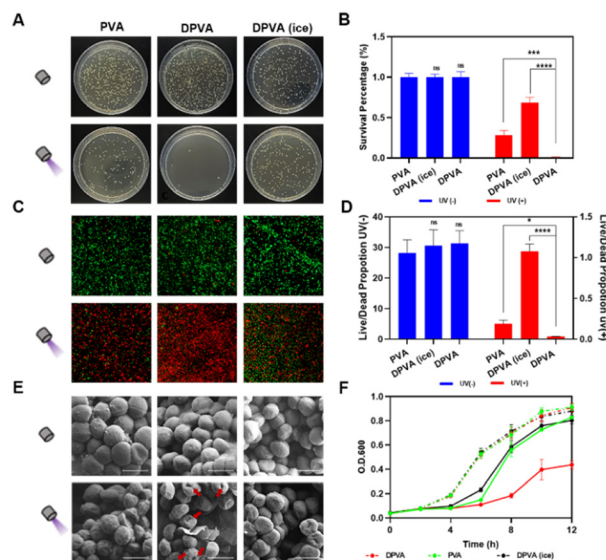 A
PVA
DPVA
DPVA (ice)
B
Survival Percentage (%)
1.5
1.0
0.5
0.0
ns
ns
***
****
PVA
DPVA (ice)
DPVA
PVA
DPVA (ice)
DPVA
UV (-)
UV (+)
C
D
Live/Dead Propotion UV(-)
40
30
20
10
0
ns
ns
*
****
1.5
1.0
0.5
0.0
Live/Dead Propotion UV(+)
PVA
DPVA (ice)
DPVA
PVA
DPVA (ice)
DPVA
UV(-)
UV(+)
E
F
O.D.600
1.0
0.8
0.6
0.4
0.2
0.0
0
4
8
12
Time (h)
DPVA
PVA
DPVA (ice)